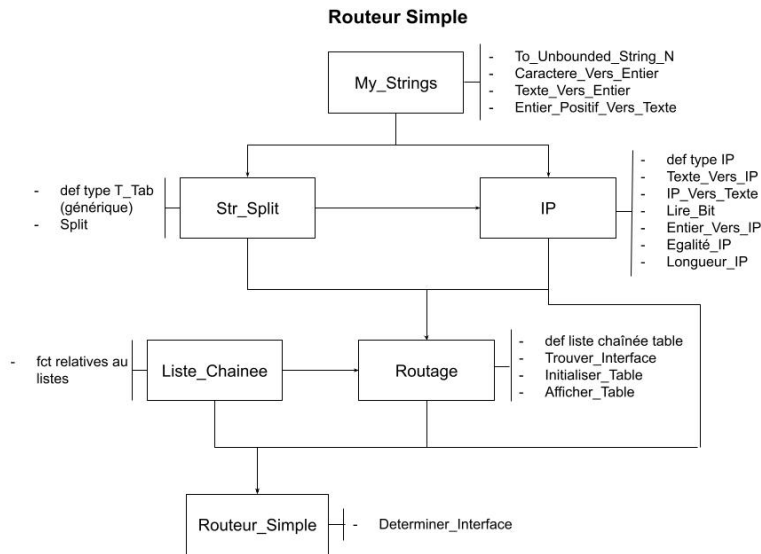 Routeur Simple
My_Strings
- To_Unbounded_String_N
- Caractere_Vers_Entier
- Texte_Vers_Entier
- Entier_Positif_Vers_Texte
- def type T_Tab
(générique)
- Split
Str_Split
IP
- def type IP
- Texte_Vers_IP
- IP_Vers_Texte
- Lire_Bit
- Entier_Vers_IP
- Egalité_IP
- Longueur_IP
- fct relatives au
listes
Liste_Chainee
Routage
- def liste chaînée table
- Trouver_Interface
- Initialiser_Table
- Afficher_Table
Routeur_Simple
- Determiner_Interface